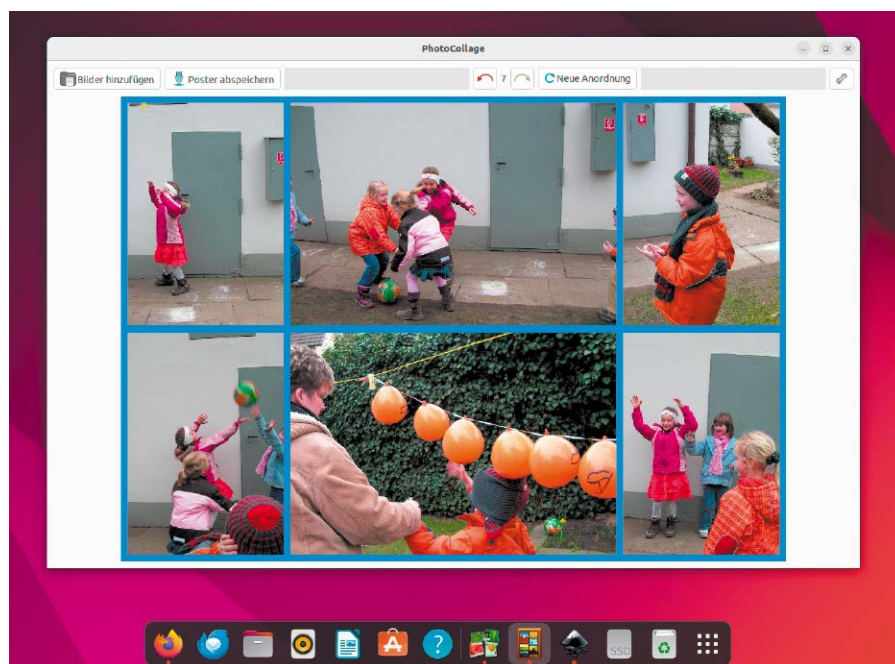 PhotoCollage
Bilder hinzufügen Poster abspeichern 7 Neue Anordnung
SSD